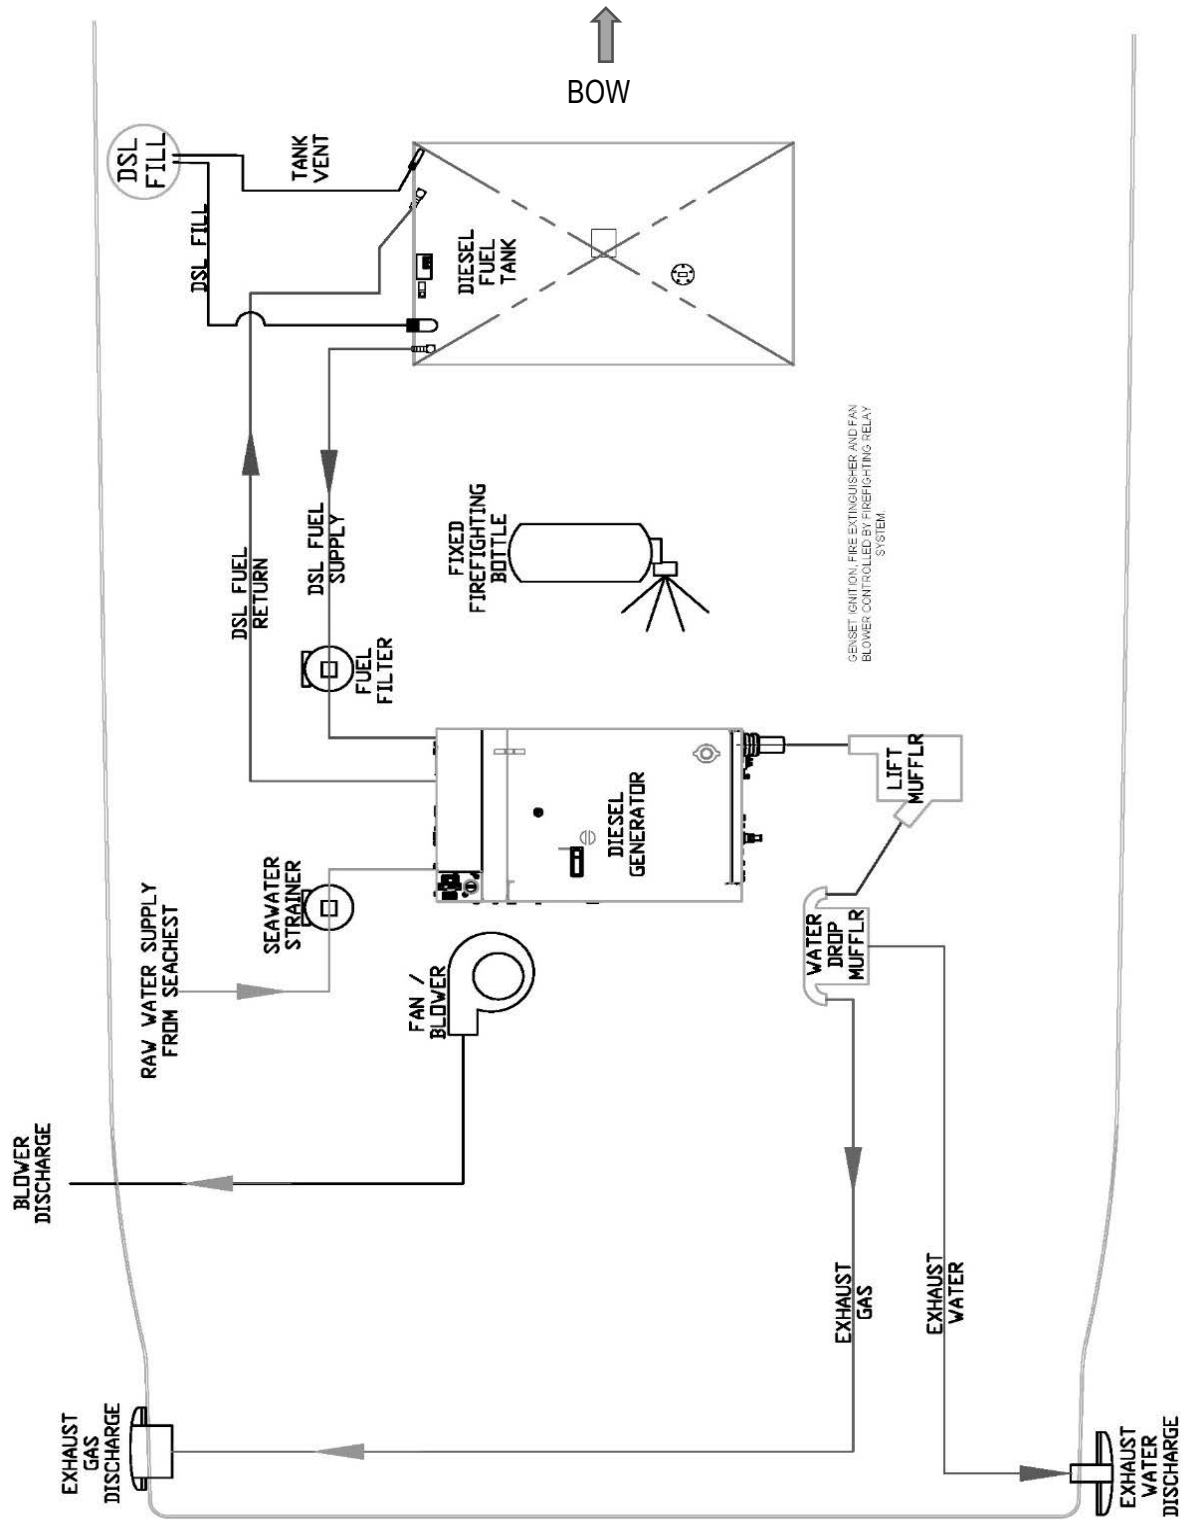 BOW
DSL
FILL
TANK
VENT
DSL FILL
DIESEL
FUEL
TANK
DSL FUEL
RETURN
DSL FUEL
SUPPLY
FIXED
FIREFIGHTING
BOTTLE
GENSET IGNITION, FIRE EXTINGUISHER AND FAN
BLOWER CONTROLLED BY FIREFIGHTING RELAY
SYSTEM.
FUEL
FILTER
DIESEL
GENERATOR
LIFT
MUFFLR
SEAWATER
STRAINER
RAW WATER SUPPLY
FROM SEACHEST
FAN /
BLOWER
WATER
DROP
MUFFLR
BLOWER
DISCHARGE
EXHAUST
GAS
EXHAUST
WATER
EXHAUST
GAS
DISCHARGE
EXHAUST
WATER
DISCHARGE